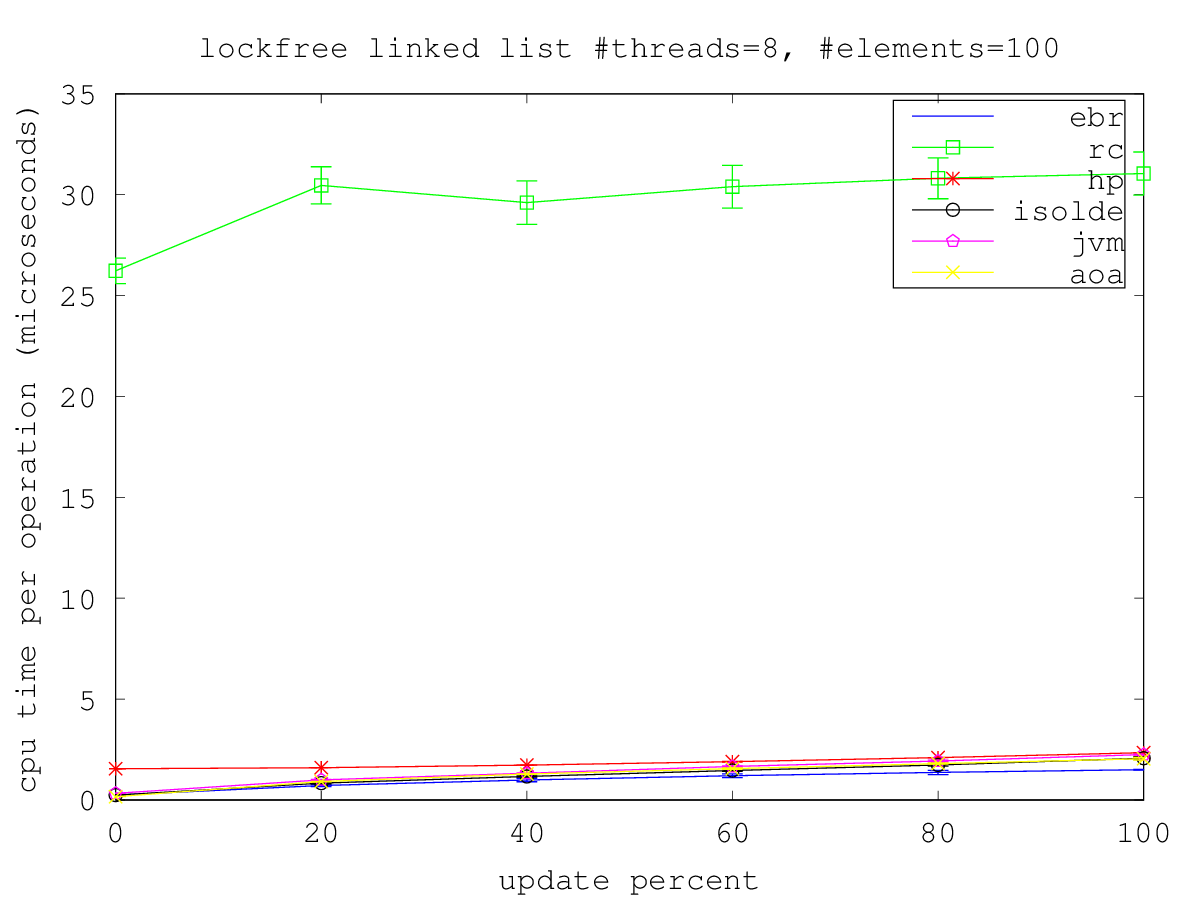 lockfree linked list #threads=8, #elements=100
cpu time per operation (microseconds)
35
30
25
20
15
10
5
0
ebr
rc
hp
isolde
jvm
aoa
0 20 40 60 80 100
update percent